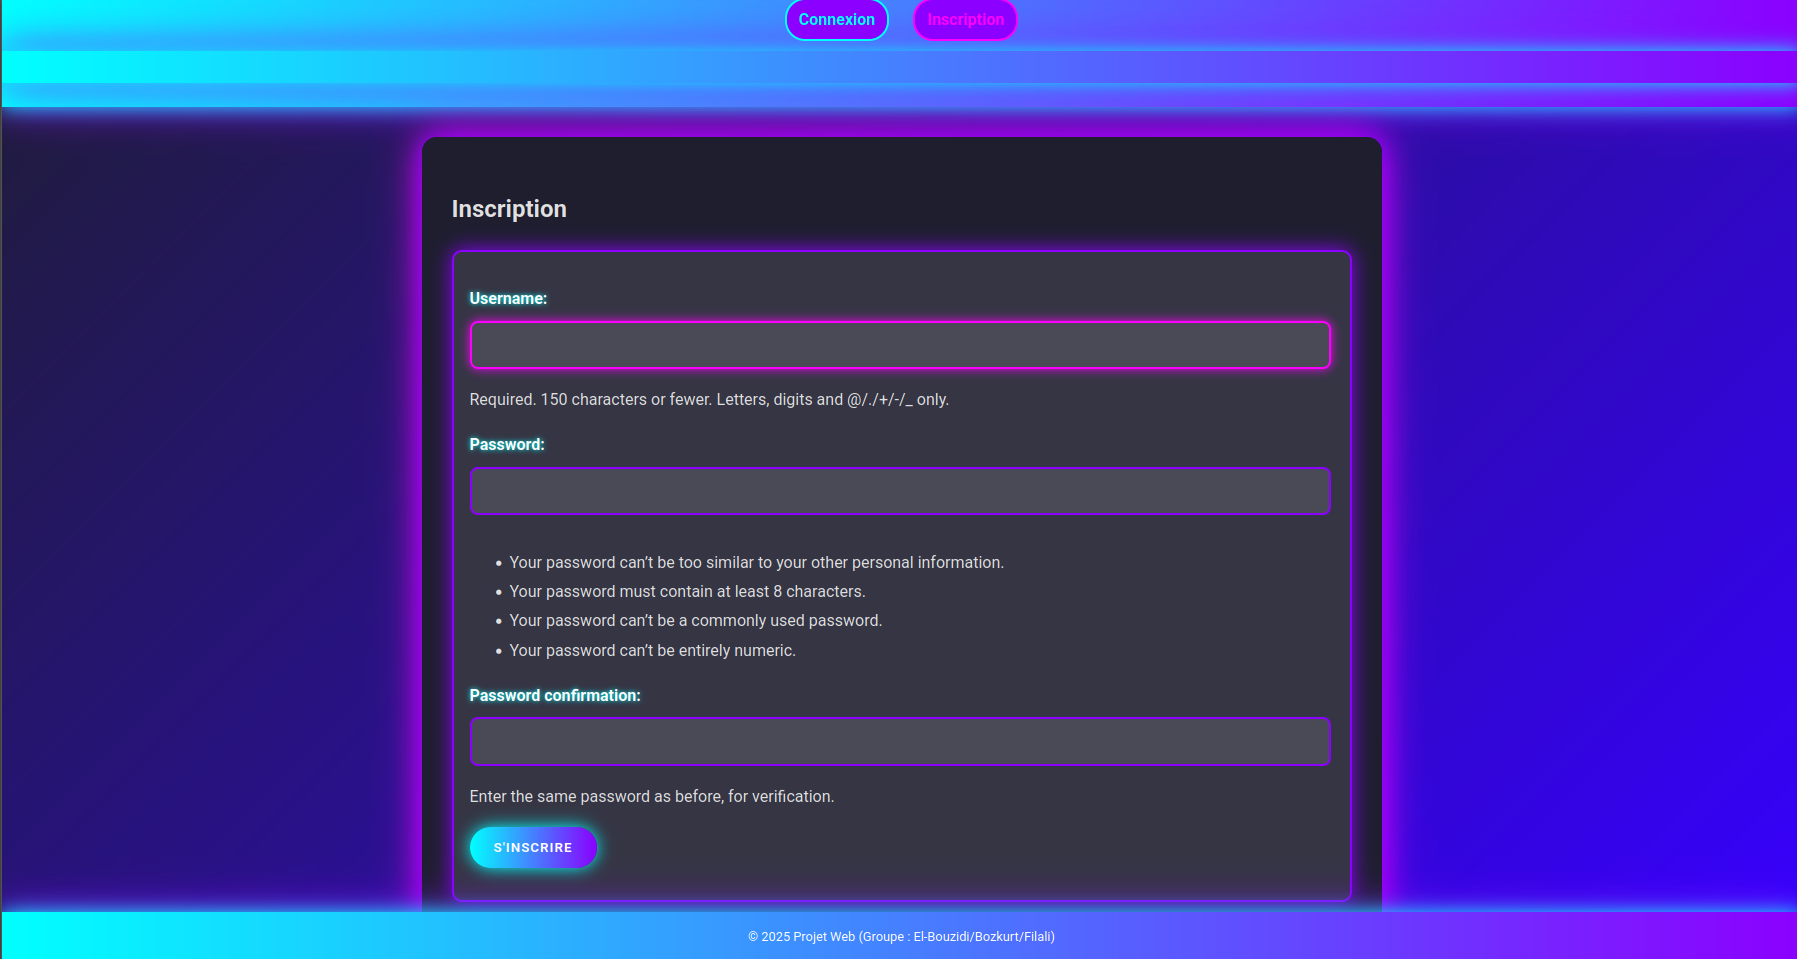 Connexion Inscription
Inscription
Username:
Required. 150 characters or fewer. Letters, digits and @/./+/-/_ only.
Password:
• Your password can’t be too similar to your other personal information.
• Your password must contain at least 8 characters.
• Your password can’t be a commonly used password.
• Your password can’t be entirely numeric.
Password confirmation:
Enter the same password as before, for verification.
S'INSCRIRE
© 2025 Projet Web (Groupe : El-Bouzidi/Bozkurt/Filali)